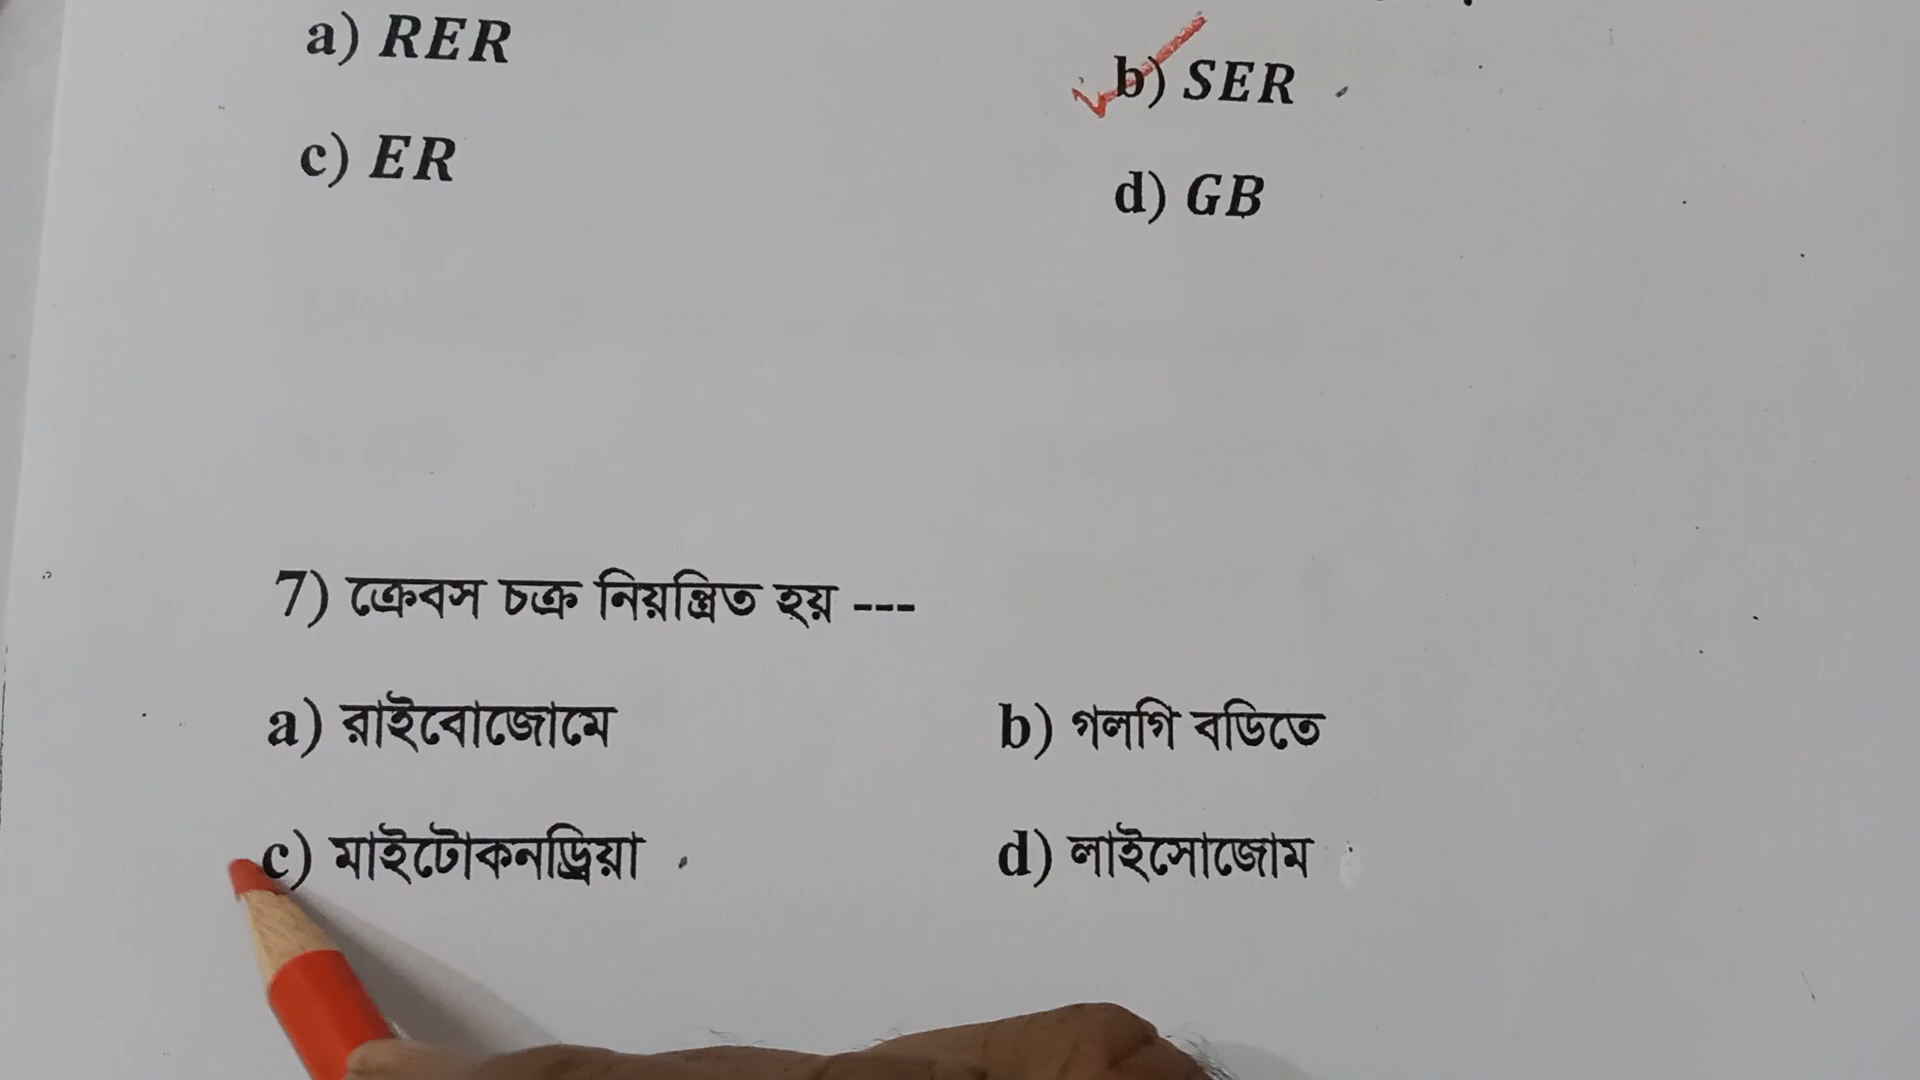 a) RER
b) SER
c) ER
d) GB
7) ক্রেবস চক্র নিয়ন্ত্রিত হয় ---
a) রাইবোজোমে
b) গলগি বডিতে
c) মাইটোকনড্রিয়া
d) লাইসোজোম